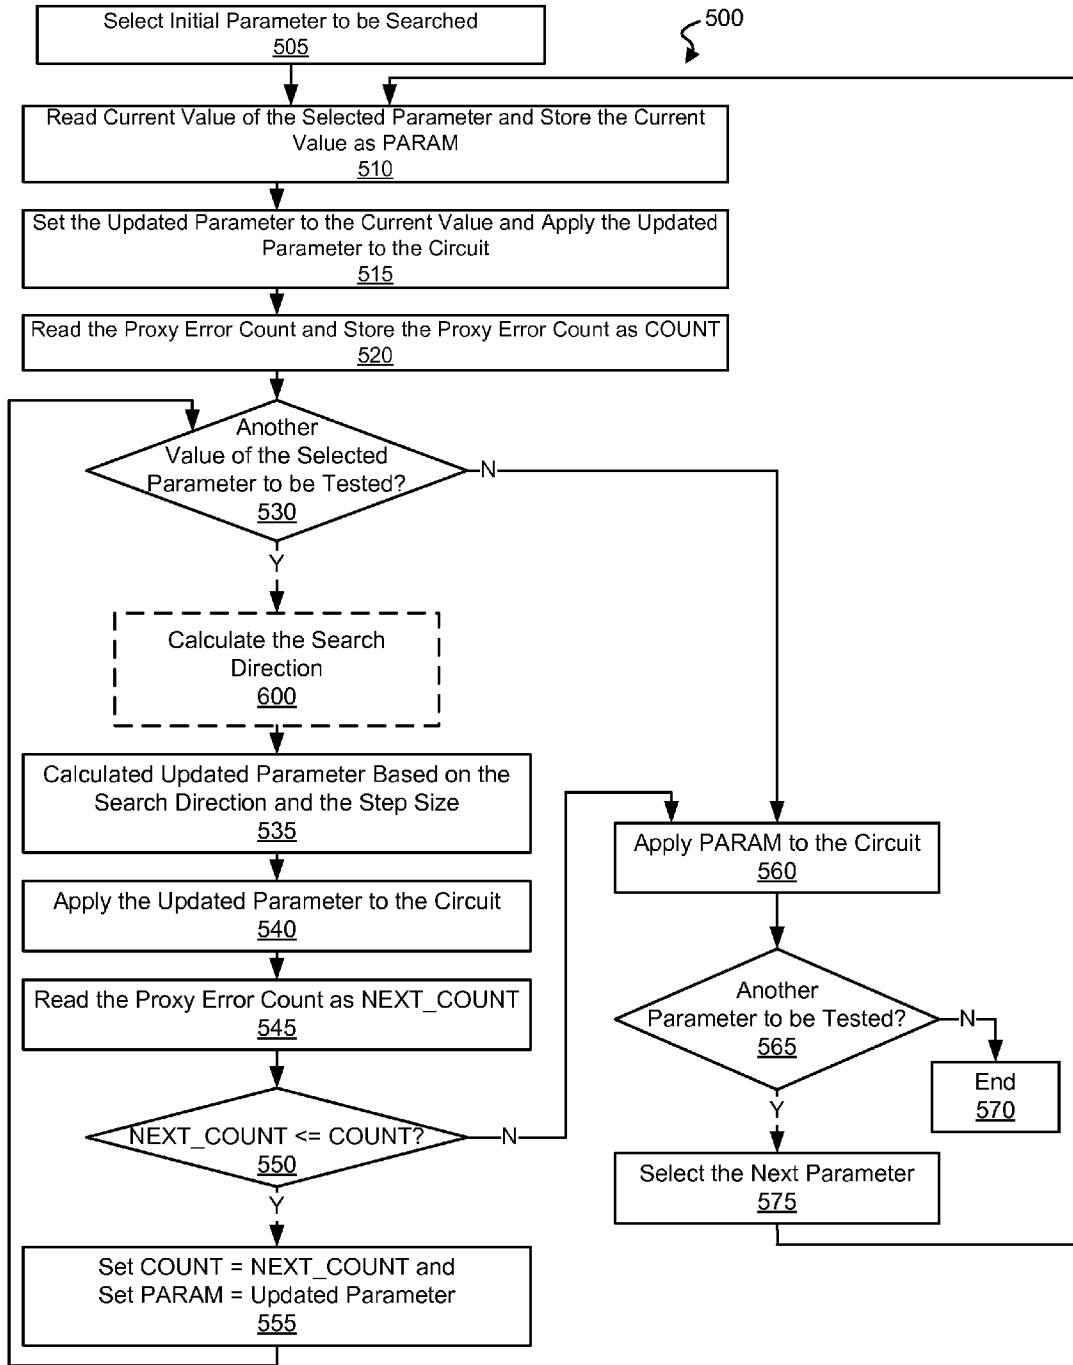 Select Initial Parameter to be Searched
505
500
Read Current Value of the Selected Parameter and Store the Current
Value as PARAM
510
Set the Updated Parameter to the Current Value and Apply the Updated
Parameter to the Circuit
515
Read the Proxy Error Count and Store the Proxy Error Count as COUNT
520
Another
Value of the Selected
Parameter to be Tested?
530
N
Y
Calculate the Search
Direction
600
Calculated Updated Parameter Based on the
Search Direction and the Step Size
535
Apply the Updated Parameter to the Circuit
540
Read the Proxy Error Count as NEXT_COUNT
545
NEXT_COUNT <= COUNT?
550
N
Y
Set COUNT = NEXT_COUNT and
Set PARAM = Updated Parameter
555
Apply PARAM to the Circuit
560
Another
Parameter to be Tested?
565
N
Y
End
570
Select the Next Parameter
575